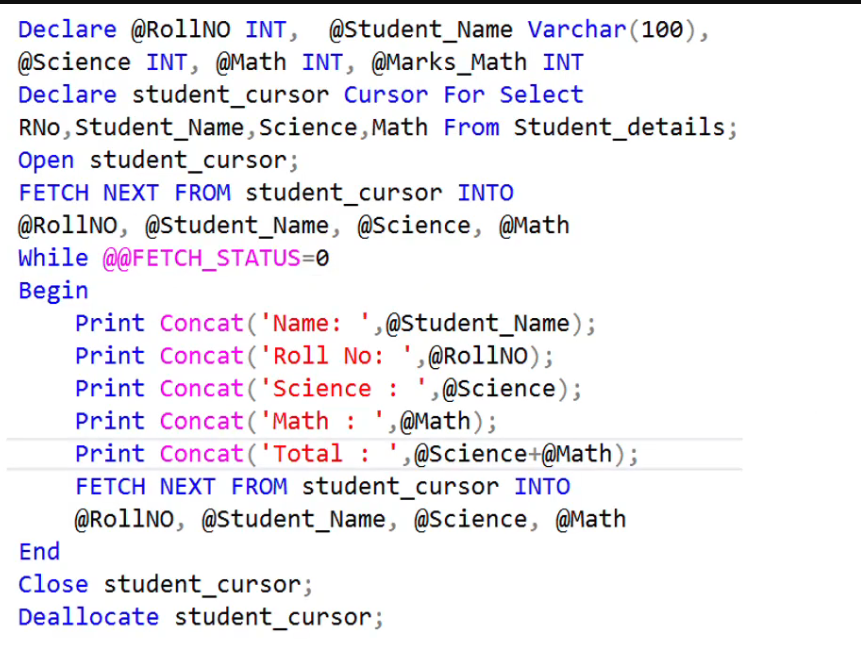 Declare @RollNO INT,  @Student_Name Varchar(100),
@Science INT, @Math INT, @Marks_Math INT
Declare student_cursor Cursor For Select
RNo,Student_Name,Science,Math From Student_details;
Open student_cursor;
FETCH NEXT FROM student_cursor INTO
@RollNO, @Student_Name, @Science, @Math
While @@FETCH_STATUS=0
Begin
    Print Concat('Name: ',@Student_Name);
    Print Concat('Roll No: ',@RollNO);
    Print Concat('Science : ',@Science);
    Print Concat('Math : ',@Math);
    Print Concat('Total : ',@Science+@Math);
    FETCH NEXT FROM student_cursor INTO
    @RollNO, @Student_Name, @Science, @Math
End
Close student_cursor;
Deallocate student_cursor;